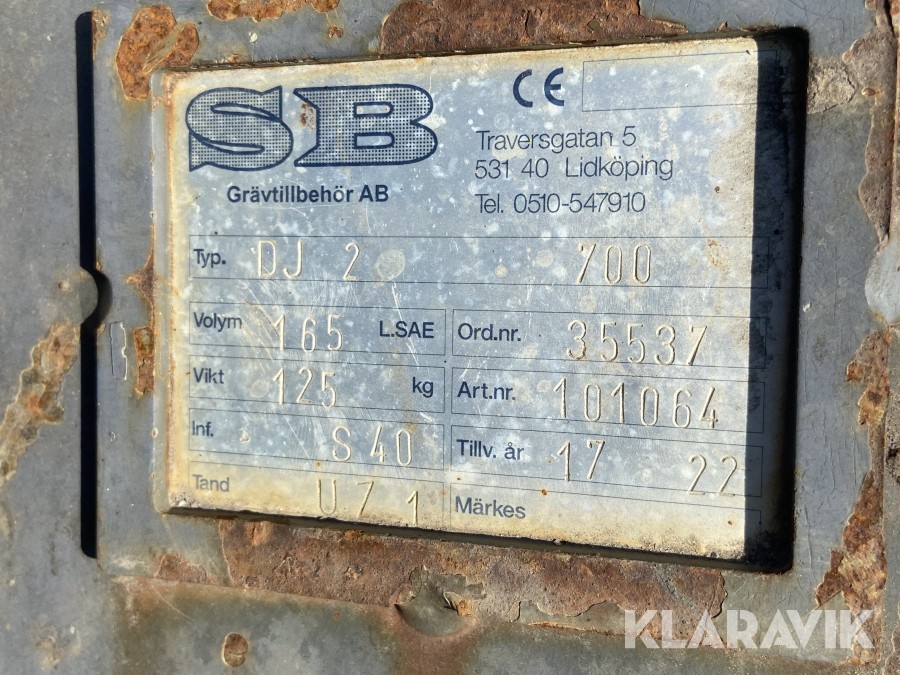 SB
Grävtillbehör AB
CE
Traversgatan 5
531 40 Lidköping
Tel. 0510-547910
Typ. DJ 2 700
Volym 165 L.SAE
Ord.nr. 35537
Vikt 125 kg
Art.nr. 101064
Inf. S 40
Tillv. år 17 22
Tand U 7 1
Märkes
KLARAVIK